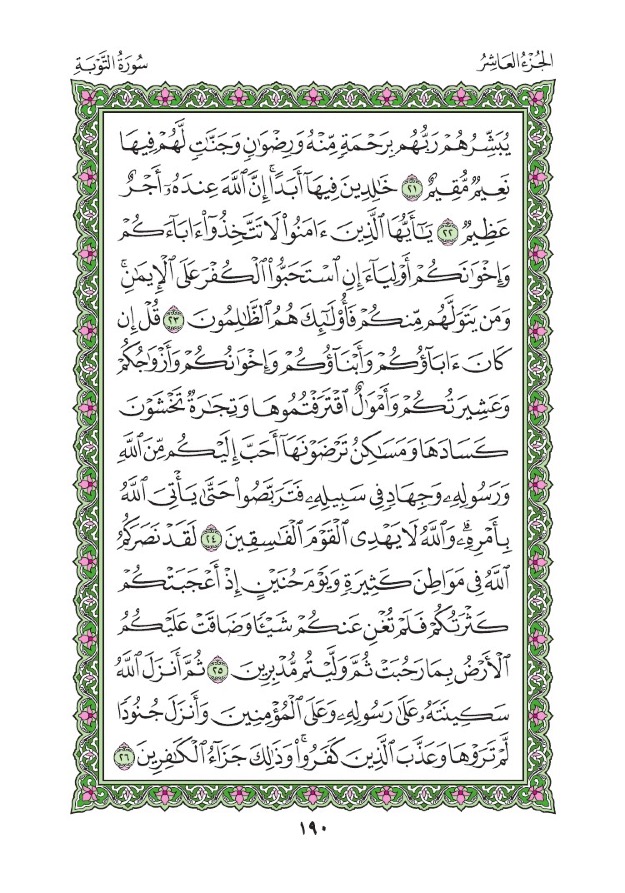 الجُزْءُ العَاشِرُ
سُورَةُ التَّوْبَةِ
يُبَشِّرُهُمْ رَبُّهُم بِرَحْمَةٍ مِّنْهُ وَرِضْوَٰنٍ وَجَنَّٰتٍ لَّهُمْ فِيهَا
نَعِيمٌ مُّقِيمٌ ٢١ خَٰلِدِينَ فِيهَآ أَبَدًاۚ إِنَّ ٱللَّهَ عِندَهُۥٓ أَجْرٌ
عَظِيمٌ ٢٢ يَٰٓأَيُّهَا ٱلَّذِينَ ءَامَنُوا۟ لَا تَتَّخِذُوٓا۟ ءَابَآءَكُمْ
وَإِخْوَٰنَكُمْ أَوْلِيَآءَ إِنِ ٱسْتَحَبُّوا۟ ٱلْكُفْرَ عَلَى ٱلْإِيمَٰنِۚ
وَمَن يَتَوَلَّهُم مِّنكُمْ فَأُو۟لَٰٓئِكَ هُمُ ٱلظَّٰلِمُونَ ٢٣ قُلْ إِن
كَانَ ءَابَآؤُكُمْ وَأَبْنَآؤُكُمْ وَإِخْوَٰنُكُمْ وَأَزْوَٰجُكُمْ
وَعَشِيرَتُكُمْ وَأَمْوَٰلٌ ٱقْتَرَفْتُمُوهَا وَتِجَٰرَةٌ تَخْشَوْنَ
كَسَادَهَا وَمَسَٰكِنُ تَرْضَوْنَهَآ أَحَبَّ إِلَيْكُم مِّنَ ٱللَّهِ
وَرَسُولِهِۦ وَجِهَادٍ فِى سَبِيلِهِۦ فَتَرَبَّصُوا۟ حَتَّىٰ يَأْتِىَ ٱللَّهُ
بِأَمْرِهِۦۗ وَٱللَّهُ لَا يَهْدِى ٱلْقَوْمَ ٱلْفَٰسِقِينَ ٢٤ لَقَدْ نَصَرَكُمُ
ٱللَّهُ فِى مَوَاطِنَ كَثِيرَةٍ وَيَوْمَ حُنَيْنٍ إِذْ أَعْجَبَتْكُمْ
كَثْرَتُكُمْ فَلَمْ تُغْنِ عَنكُمْ شَيْـًٔا وَضَاقَتْ عَلَيْكُمُ
ٱلْأَرْضُ بِمَا رَحُبَتْ ثُمَّ وَلَّيْتُم مُّدْبِرِينَ ٢٥ ثُمَّ أَنزَلَ ٱللَّهُ
سَكِينَتَهُۥ عَلَىٰ رَسُولِهِۦ وَعَلَى ٱلْمُؤْمِنِينَ وَأَنزَلَ جُنُودًا
لَّمْ تَرَوْهَا وَعَذَّبَ ٱلَّذِينَ كَفَرُوا۟ۚ وَذَٰلِكَ جَزَآءُ ٱلْكَٰفِرِينَ ٢٦
١٩٠